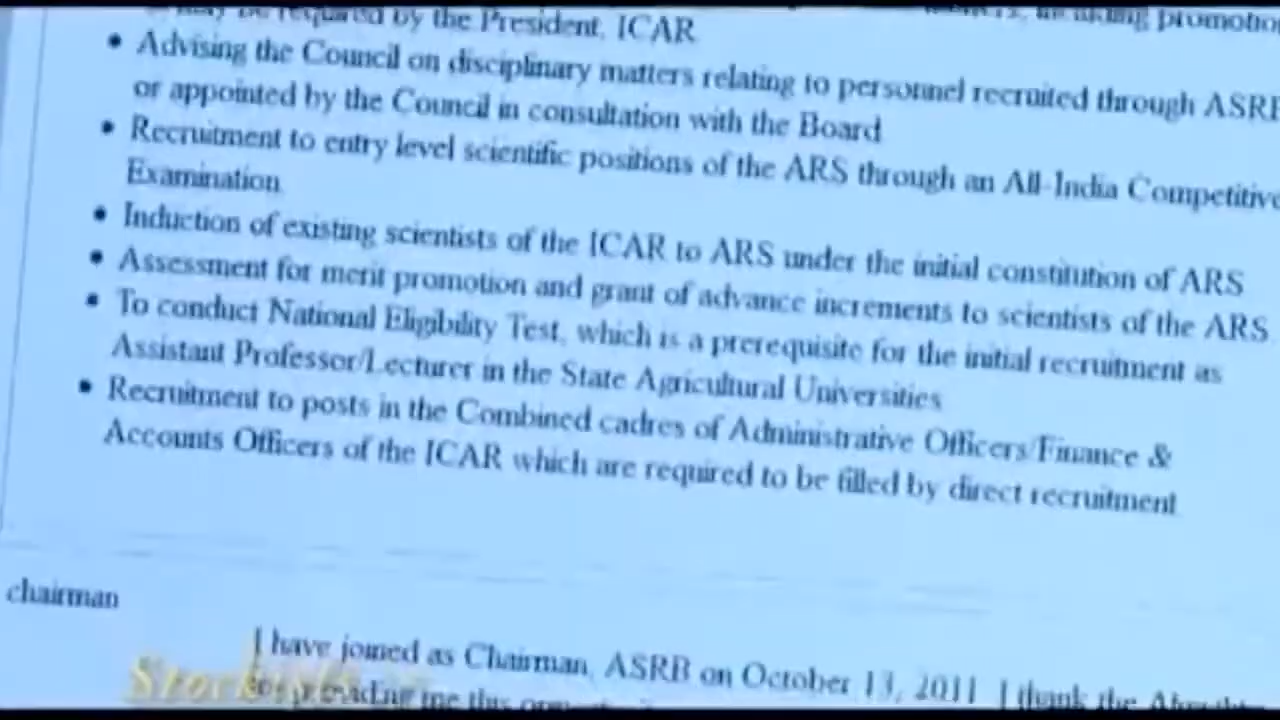 may be required by the President, ICAR
promotion
• Advising the Council on disciplinary matters relating to personnel recruited through ASRB
or appointed by the Council in consultation with the Board
• Recruitment to entry level scientific positions of the ARS through an All-India Competitive
Examination
• Induction of existing scientists of the ICAR to ARS under the initial constitution of ARS
• Assessment for merit promotion and grant of advance increments to scientists of the ARS
• To conduct National Eligibility Test, which is a prerequisite for the initial recruitment as
Assistant Professor/Lecturer in the State Agricultural Universities
• Recruitment to posts in the Combined cadres of Administrative Officers/Finance &
Accounts Officers of the ICAR which are required to be filled by direct recruitment
chairman
I have joined as Chairman, ASRB on October 13, 2011 I thank the
providing me this